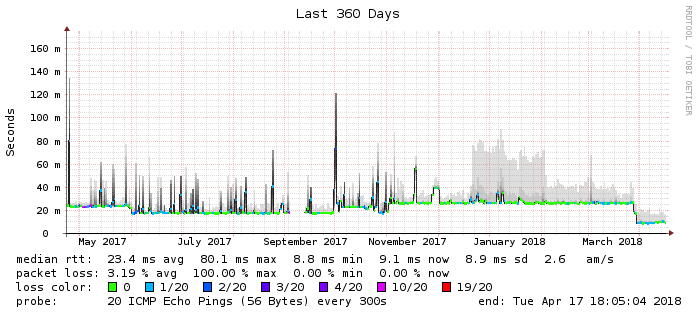 Last 360 Days
RRDTOOL / TOBI OETIKER
Seconds
160 m
140 m
120 m
100 m
80 m
60 m
40 m
20 m
0
May 2017 July 2017 September 2017 November 2017 January 2018 March 2018
median rtt: 23.4 ms avg 80.1 ms max 8.8 ms min 9.1 ms now 8.9 ms sd 2.6 am/s
packet loss: 3.19 % avg 100.00 % max 0.00 % min 0.00 % now
loss color: 0 1/20 2/20 3/20 4/20 10/20 19/20
probe: 20 ICMP Echo Pings (56 Bytes) every 300s end: Tue Apr 17 18:05:04 2018